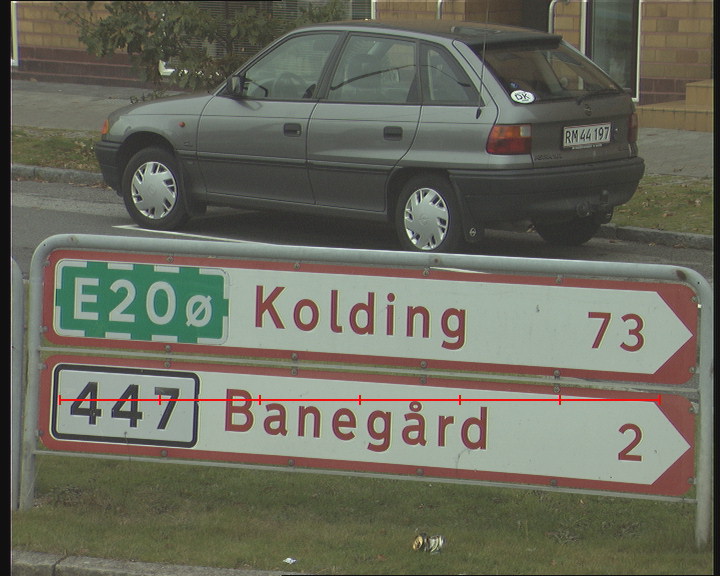 DK
RM 44 197
E20Ø Kolding 73
447 Banegård 2